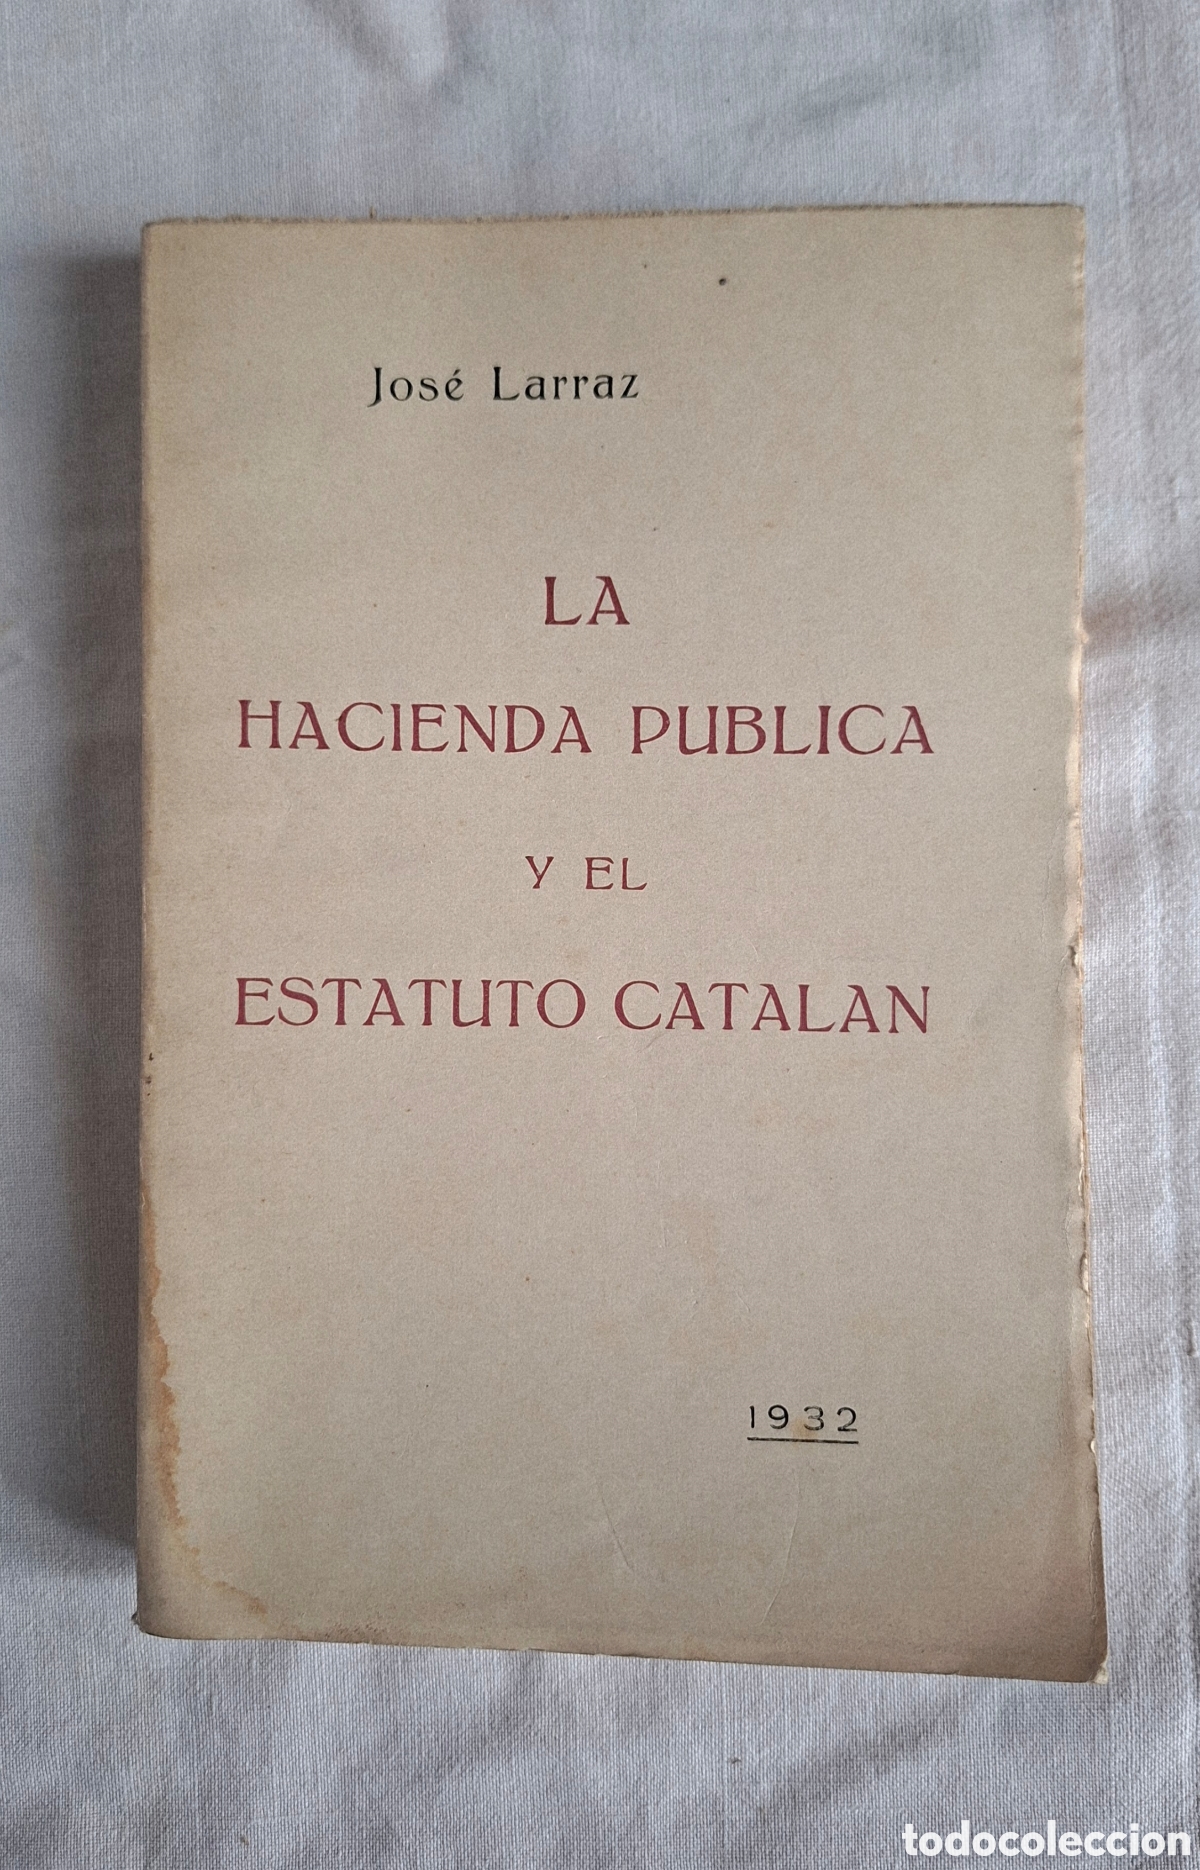 José Larraz
LA
HACIENDA PUBLICA
Y EL
ESTATUTO CATALAN
1932
todocoleccion